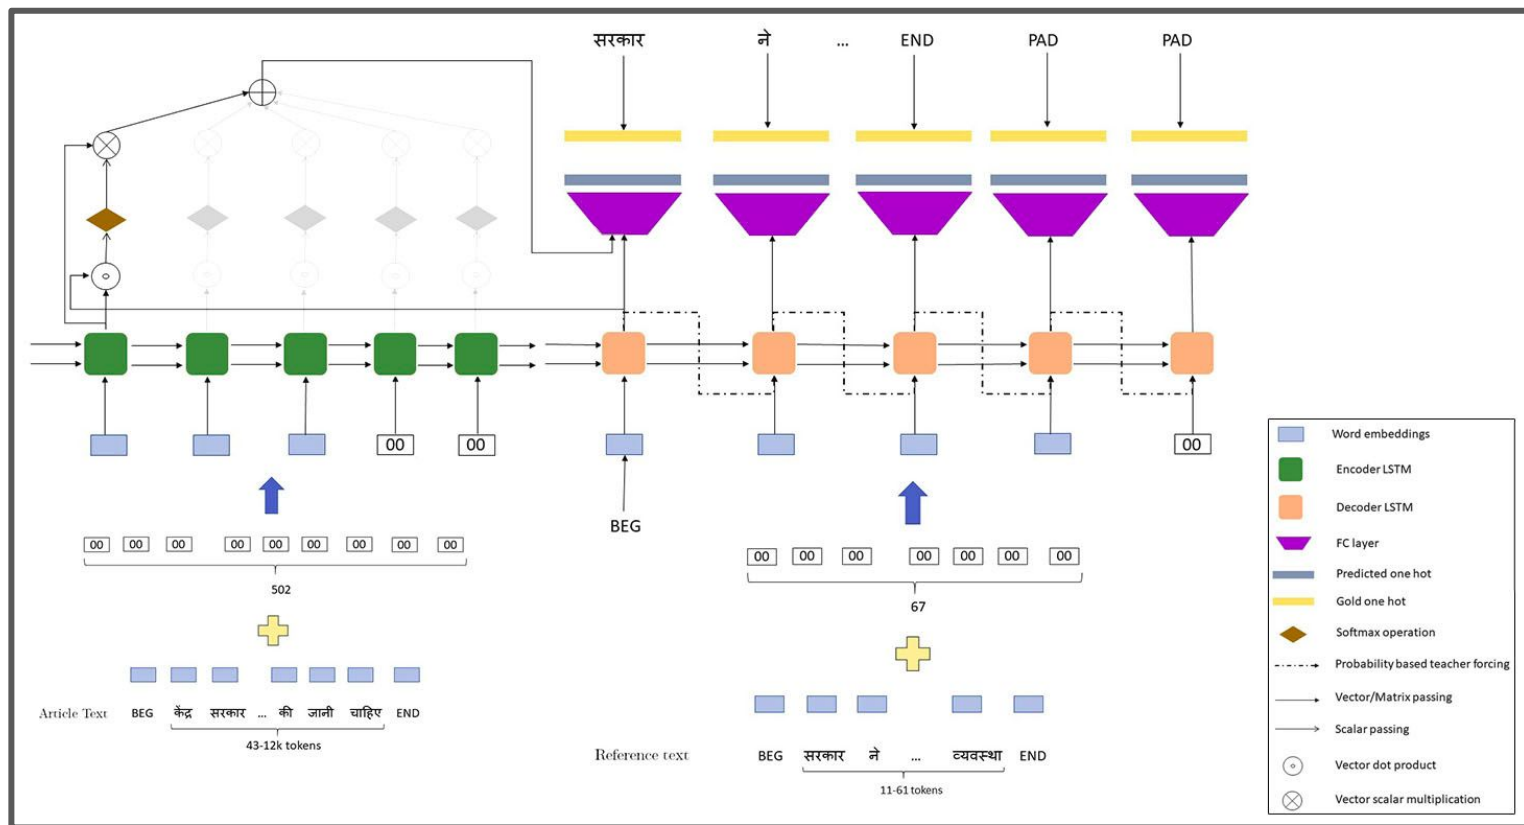 सरकार ने ... END PAD PAD
00 00
00
BEG
00 00 00 00 00 00 00 00 00
502
00 00 00 00 00 00 00
67
Article Text BEG केंद्र सरकार ... की जानी चाहिए END
43-12k tokens
Reference text BEG सरकार ने ... व्यवस्था END
11-61 tokens
Word embeddings
Encoder LSTM
Decoder LSTM
FC layer
Predicted one hot
Gold one hot
Softmax operation
Probability based teacher forcing
Vector/Matrix passing
Scalar passing
Vector dot product
Vector scalar multiplication